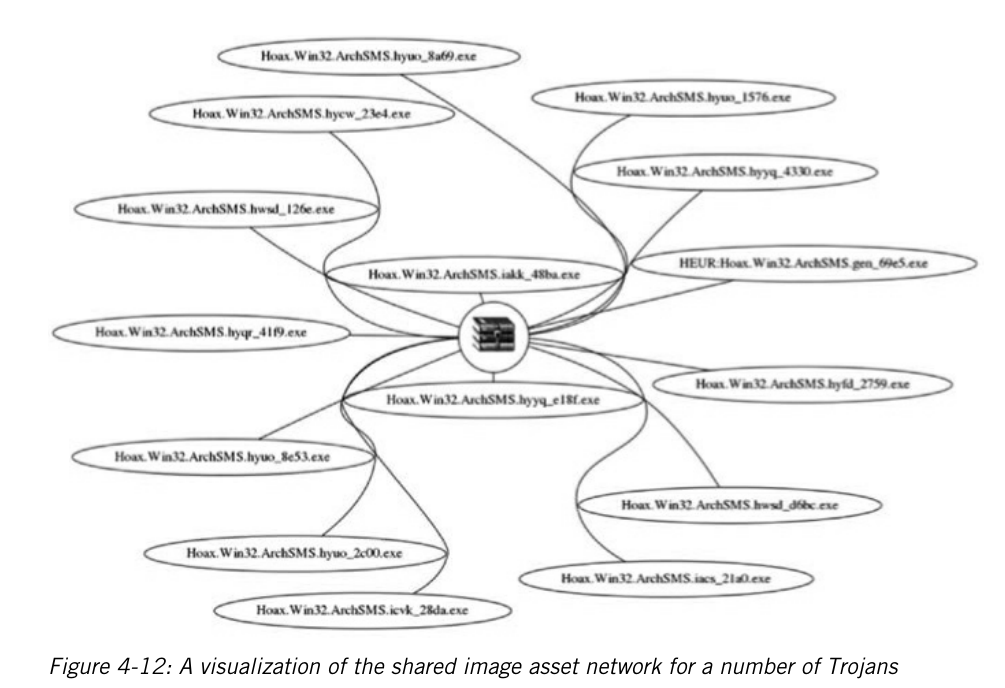 Hoax.Win32.ArchSMS.hyuo_8a69.exe
Hoax.Win32.ArchSMS.hyuo_1576.exe
Hoax.Win32.ArchSMS.hycw_23e4.exe
Hoax.Win32.ArchSMS.hyyq_4330.exe
Hoax.Win32.ArchSMS.hwsd_126e.exe
HEUR:Hoax.Win32.ArchSMS.gen_69e5.exe
Hoax.Win32.ArchSMS.iakk_48ba.exe
Hoax.Win32.ArchSMS.hyqr_41f9.exe
Hoax.Win32.ArchSMS.hyfd_2759.exe
Hoax.Win32.ArchSMS.hyyq_e18f.exe
Hoax.Win32.ArchSMS.hyuo_8e53.exe
Hoax.Win32.ArchSMS.hwsd_d6bc.exe
Hoax.Win32.ArchSMS.hyuo_2c00.exe
Hoax.Win32.ArchSMS.iacs_21a0.exe
Hoax.Win32.ArchSMS.icvk_28da.exe
Figure 4-12: A visualization of the shared image asset network for a number of Trojans